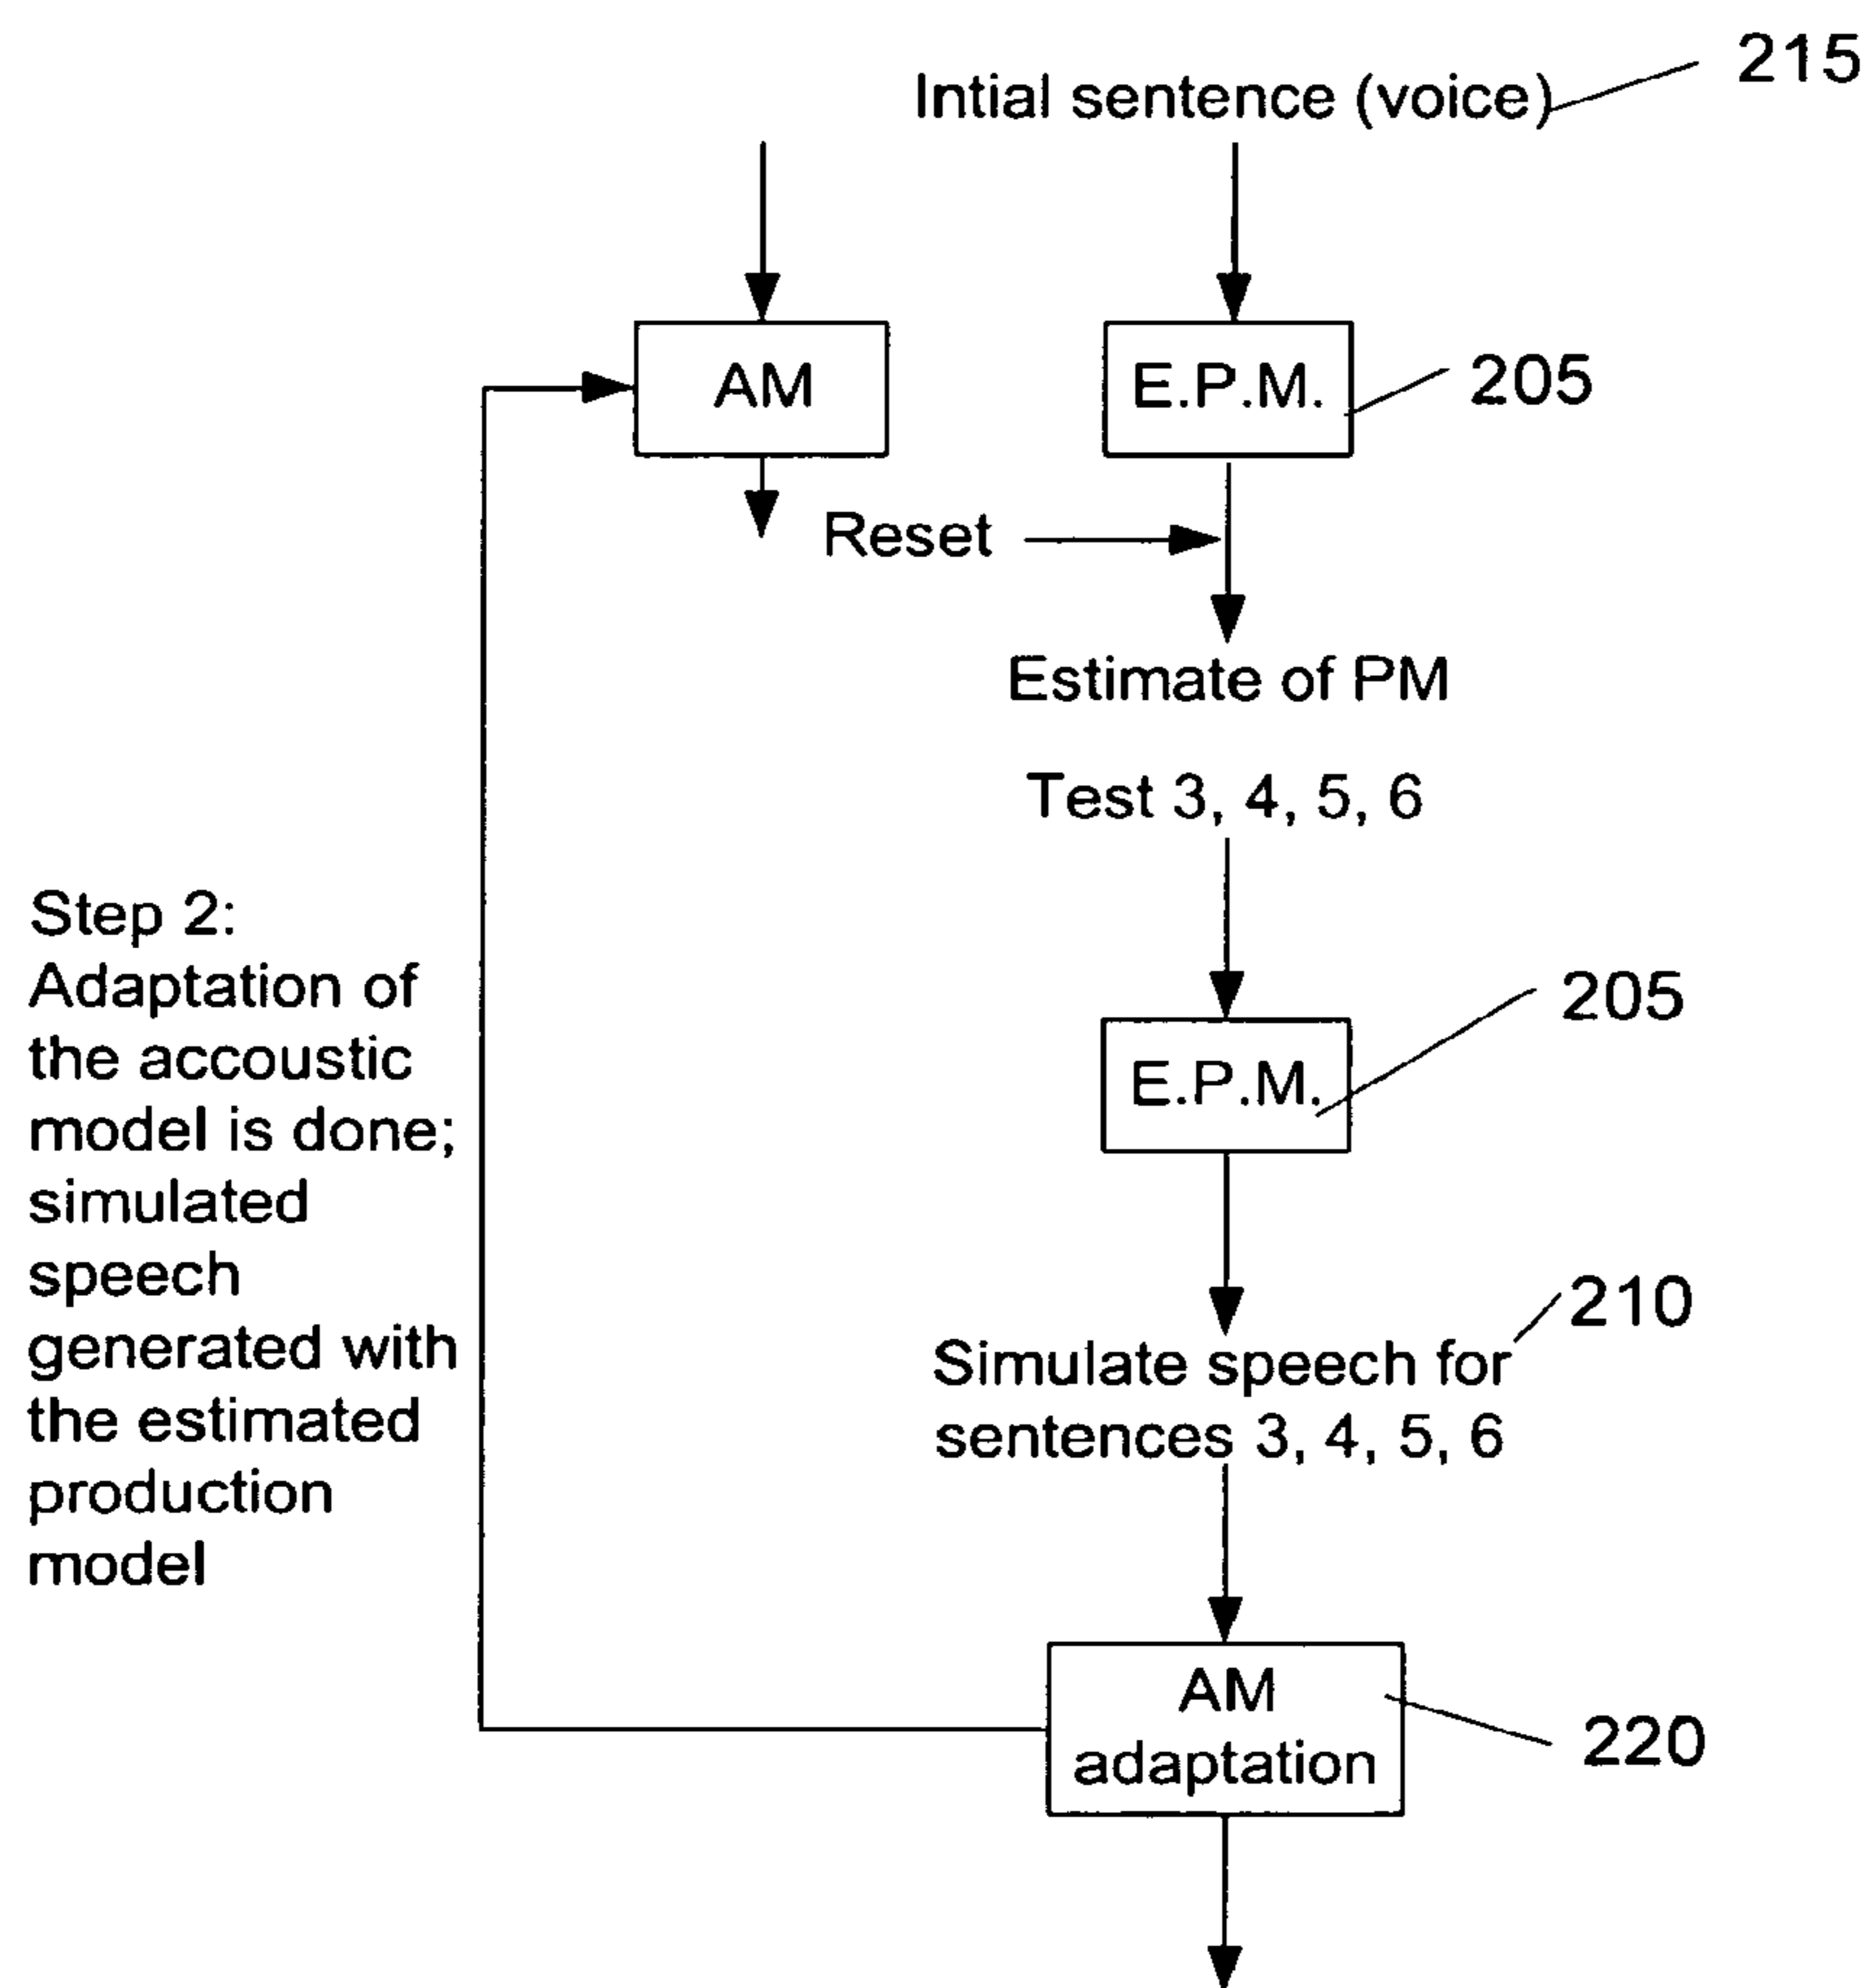 215
Intial sentence (voice)
AM
E.P.M.
205
Reset
Estimate of PM
Test 3, 4, 5, 6
Step 2:
Adaptation of
the accoustic
model is done;
simulated
speech
generated with
the estimated
production
model
205
E.P.M.
210
Simulate speech for
sentences 3, 4, 5, 6
AM
adaptation
220